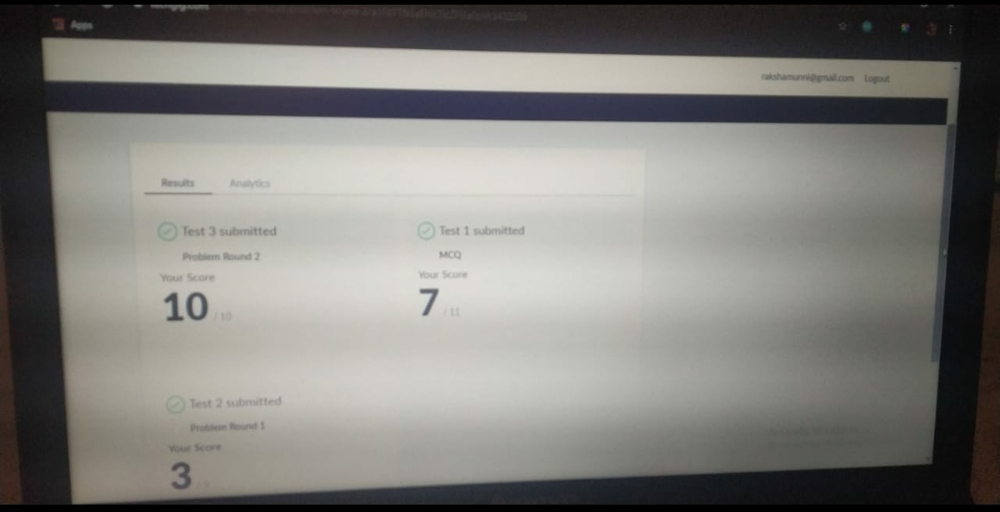 Apps
rakshamunni@gmail.com Logout
Results Analytics
Test 3 submitted
Problem Round 2
Your Score
10 / 10
Test 1 submitted
MCQ
Your Score
7 / 11
Test 2 submitted
Problem Round 1
Your Score
3